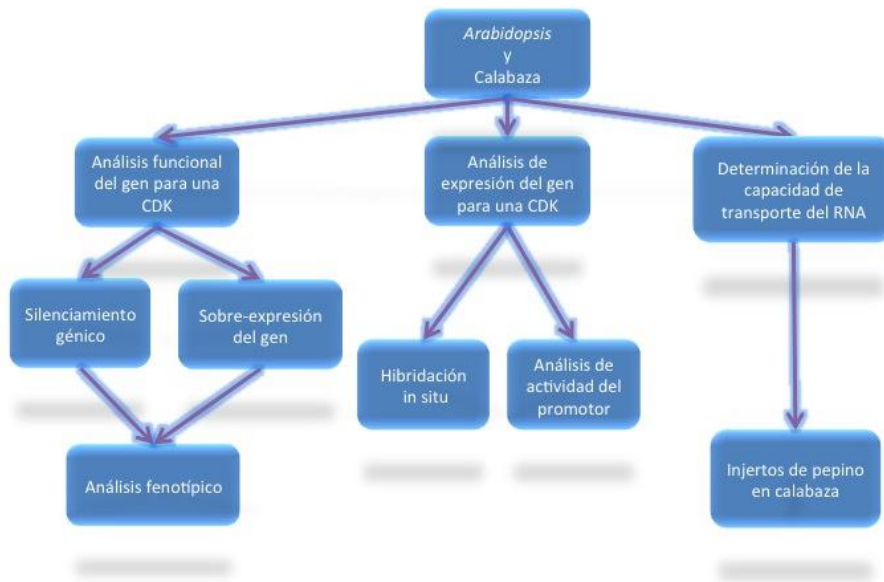 Arabidopsis
y
Calabaza
Análisis funcional
del gen para una
CDK
Análisis de
expresión del gen
para una CDK
Determinación de la
capacidad de
transporte del RNA
Silenciamiento
génico
Sobre-expresión
del gen
Hibridación
in situ
Análisis de
actividad del
promotor
Análisis fenotípico
Injertos de pepino
en calabaza